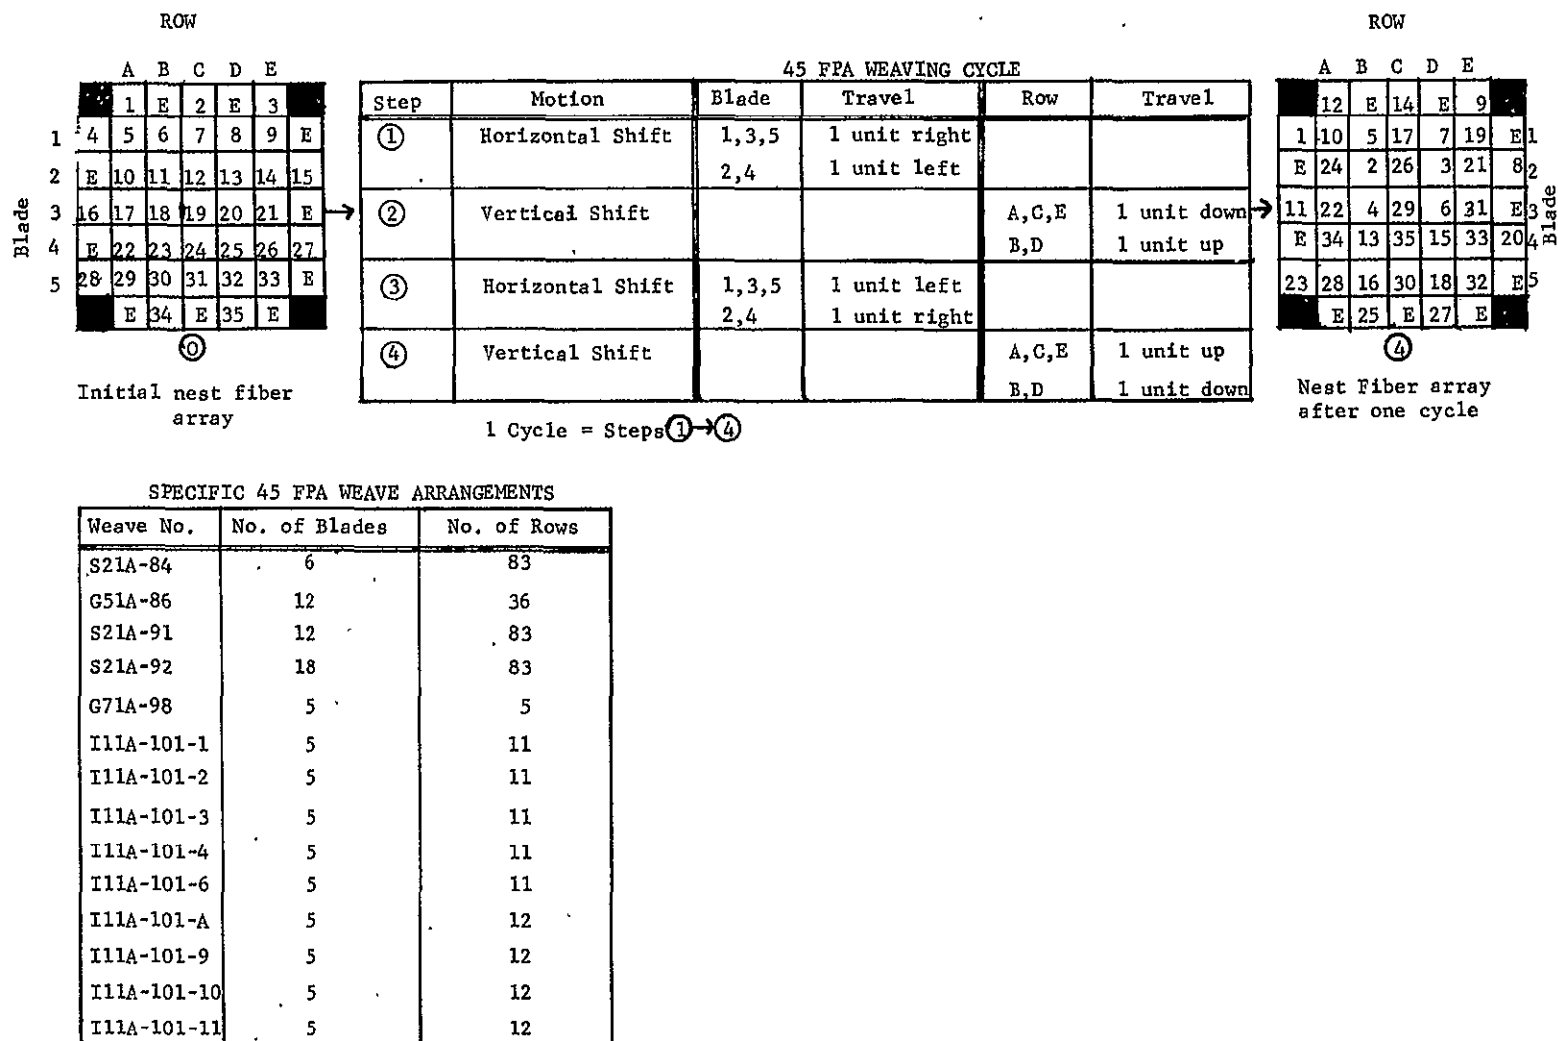 ROW
A B C D E
1 E 2 E 3
1 4 5 6 7 8 9 E
2 E 10 11 12 13 14 15
3 16 17 18 19 20 21 E
4 E 22 23 24 25 26 27
5 28 29 30 31 32 33 E
E 34 E 35 E
Blade
0
Initial nest fiber
array
45 FPA WEAVING CYCLE
Step Motion Blade Travel Row Travel
1 Horizontal Shift 1,3,5 1 unit right
2,4 1 unit left
2 Vertical Shift A,C,E 1 unit down
B,D 1 unit up
3 Horizontal Shift 1,3,5 1 unit left
2,4 1 unit right
4 Vertical Shift A,C,E 1 unit up
B,D 1 unit down
1 Cycle = Steps 1→4
ROW
A B C D E
12 E 14 E 9
1 10 5 17 7 19 E 1
E 24 2 26 3 21 8 2
11 22 4 29 6 31 E 3
E 34 13 35 15 33 20 4
23 28 16 30 18 32 E 5
E 25 E 27 E
Blade
4
Nest Fiber array
after one cycle
SPECIFIC 45 FPA WEAVE ARRANGEMENTS
Weave No. No. of Blades No. of Rows
S21A-84 6 83
G51A-86 12 36
S21A-91 12 83
S21A-92 18 83
G71A-98 5 5
I11A-101-1 5 11
I11A-101-2 5 11
I11A-101-3 5 11
I11A-101-4 5 11
I11A-101-6 5 11
I11A-101-A 5 12
I11A-101-9 5 12
I11A-101-10 5 12
I11A-101-11 5 12